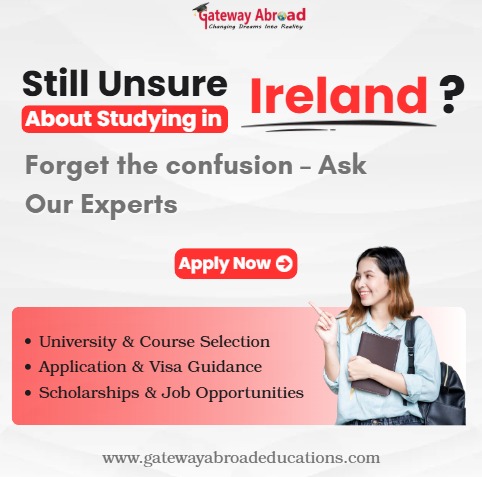 Gateway Abroad
Changing Dreams Into Reality
Still Unsure
About Studying in
Ireland ?
Forget the confusion – Ask
Our Experts
Apply Now
• University & Course Selection
• Application & Visa Guidance
• Scholarships & Job Opportunities
www.gatewayabroadeducations.com